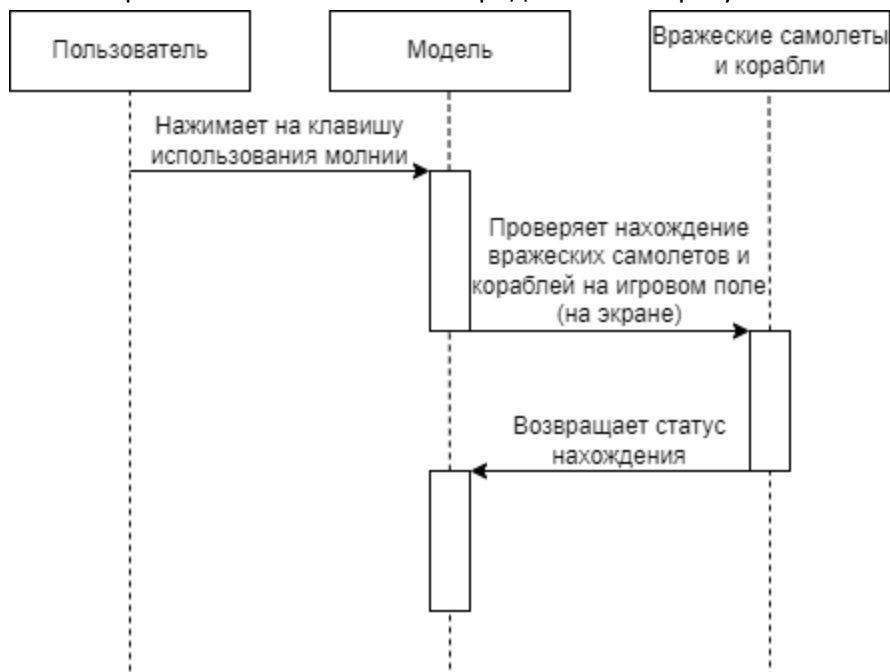 Пользователь
Модель
Вражеские самолеты
и корабли
Нажимает на клавишу
использования молнии
Проверяет нахождение
вражеских самолетов и
кораблей на игровом поле
(на экране)
Возвращает статус
нахождения